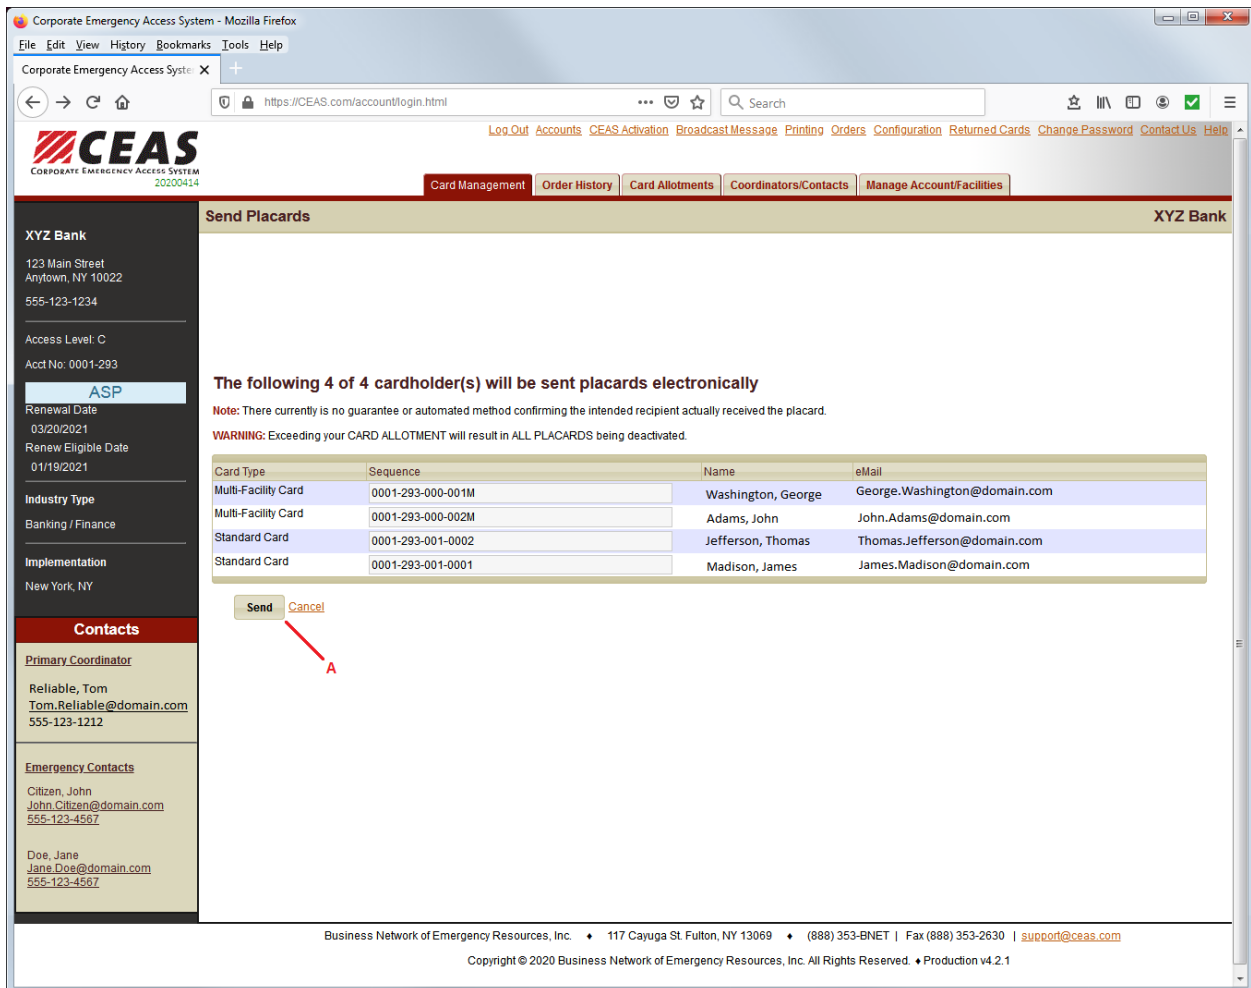 Corporate Emergency Access System - Mozilla Firefox
File Edit View History Bookmarks Tools Help
Corporate Emergency Access Syste
https://CEAS.com/account/login.html
Search
Log Out Accounts CEAS Activation Broadcast Message Printing Orders Configuration Returned Cards Change Password Contact Us Help
CEAS
CORPORATE EMERGENCY ACCESS SYSTEM
20200414
Card Management Order History Card Allotments Coordinators/Contacts Manage Account/Facilities
Send Placards XYZ Bank
XYZ Bank
123 Main Street
Anytown, NY 10022
555-123-1234
Access Level: C
Acct No: 0001-293
ASP
Renewal Date
03/20/2021
Renew Eligible Date
01/19/2021
Industry Type
Banking / Finance
Implementation
New York, NY
Contacts
Primary Coordinator
Reliable, Tom
Tom.Reliable@domain.com
555-123-1212
Emergency Contacts
Citizen, John
John.Citizen@domain.com
555-123-4567
Doe, Jane
Jane.Doe@domain.com
555-123-4567
The following 4 of 4 cardholder(s) will be sent placards electronically
Note: There currently is no guarantee or automated method confirming the intended recipient actually received the placard.
WARNING: Exceeding your CARD ALLOTMENT will result in ALL PLACARDS being deactivated.
Card Type Sequence Name eMail
Multi-Facility Card 0001-293-000-001M Washington, George George.Washington@domain.com
Multi-Facility Card 0001-293-000-002M Adams, John John.Adams@domain.com
Standard Card 0001-293-001-0002 Jefferson, Thomas Thomas.Jefferson@domain.com
Standard Card 0001-293-001-0001 Madison, James James.Madison@domain.com
Send Cancel
A
Business Network of Emergency Resources, Inc. ♦ 117 Cayuga St. Fulton, NY 13069 ♦ (888) 353-BNET | Fax (888) 353-2630 | support@ceas.com
Copyright © 2020 Business Network of Emergency Resources, Inc. All Rights Reserved. ♦ Production v4.2.1